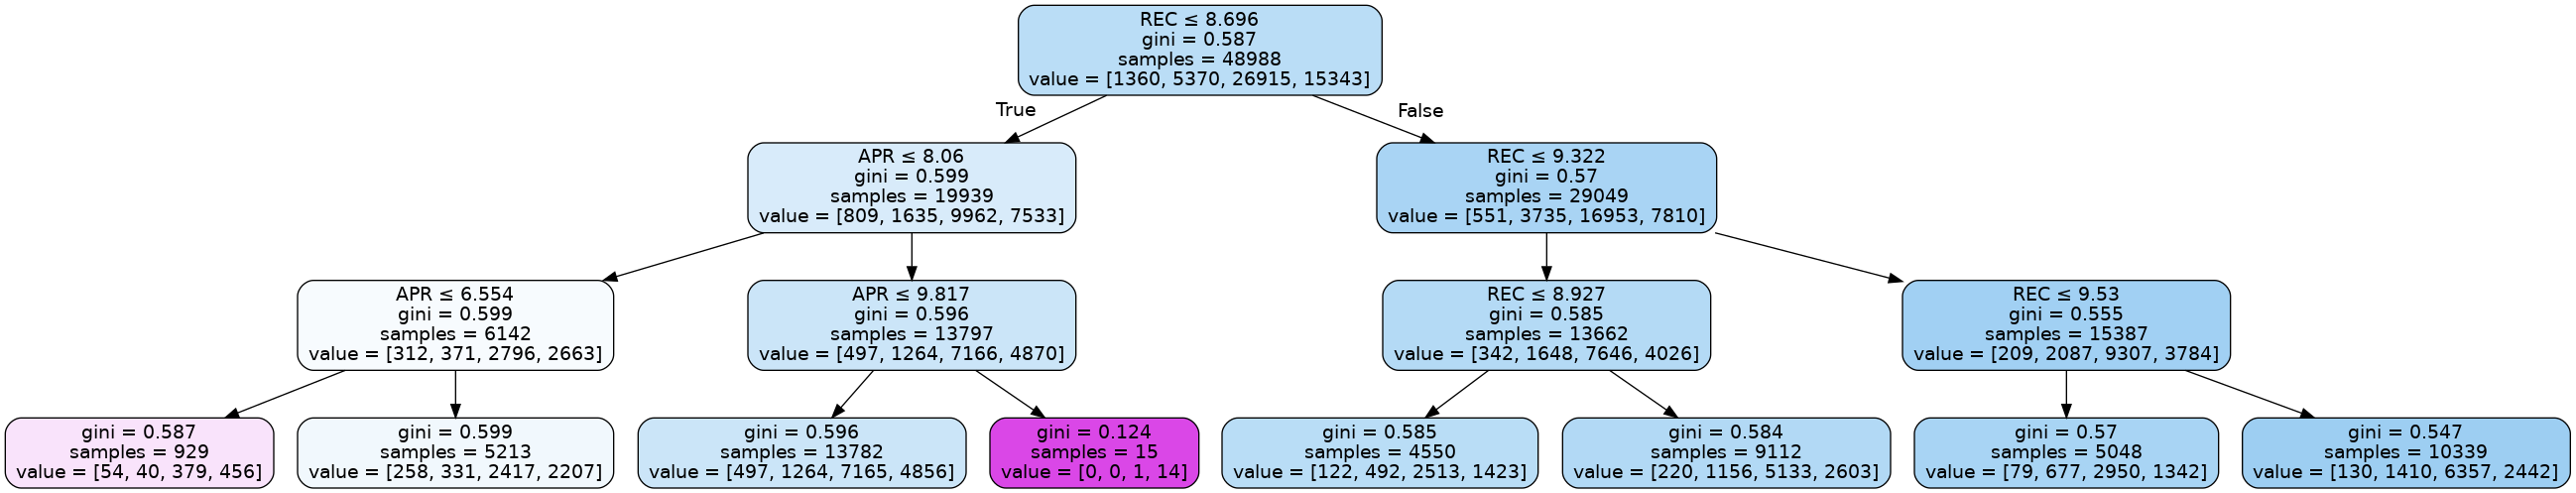 REC ≤ 8.696
gini = 0.587
samples = 48988
value = [1360, 5370, 26915, 15343]
True
False
APR ≤ 8.06
gini = 0.599
samples = 19939
value = [809, 1635, 9962, 7533]
REC ≤ 9.322
gini = 0.57
samples = 29049
value = [551, 3735, 16953, 7810]
APR ≤ 6.554
gini = 0.599
samples = 6142
value = [312, 371, 2796, 2663]
APR ≤ 9.817
gini = 0.596
samples = 13797
value = [497, 1264, 7166, 4870]
REC ≤ 8.927
gini = 0.585
samples = 13662
value = [342, 1648, 7646, 4026]
REC ≤ 9.53
gini = 0.555
samples = 15387
value = [209, 2087, 9307, 3784]
gini = 0.587
samples = 929
value = [54, 40, 379, 456]
gini = 0.599
samples = 5213
value = [258, 331, 2417, 2207]
gini = 0.596
samples = 13782
value = [497, 1264, 7165, 4856]
gini = 0.124
samples = 15
value = [0, 0, 1, 14]
gini = 0.585
samples = 4550
value = [122, 492, 2513, 1423]
gini = 0.584
samples = 9112
value = [220, 1156, 5133, 2603]
gini = 0.57
samples = 5048
value = [79, 677, 2950, 1342]
gini = 0.547
samples = 10339
value = [130, 1410, 6357, 2442]